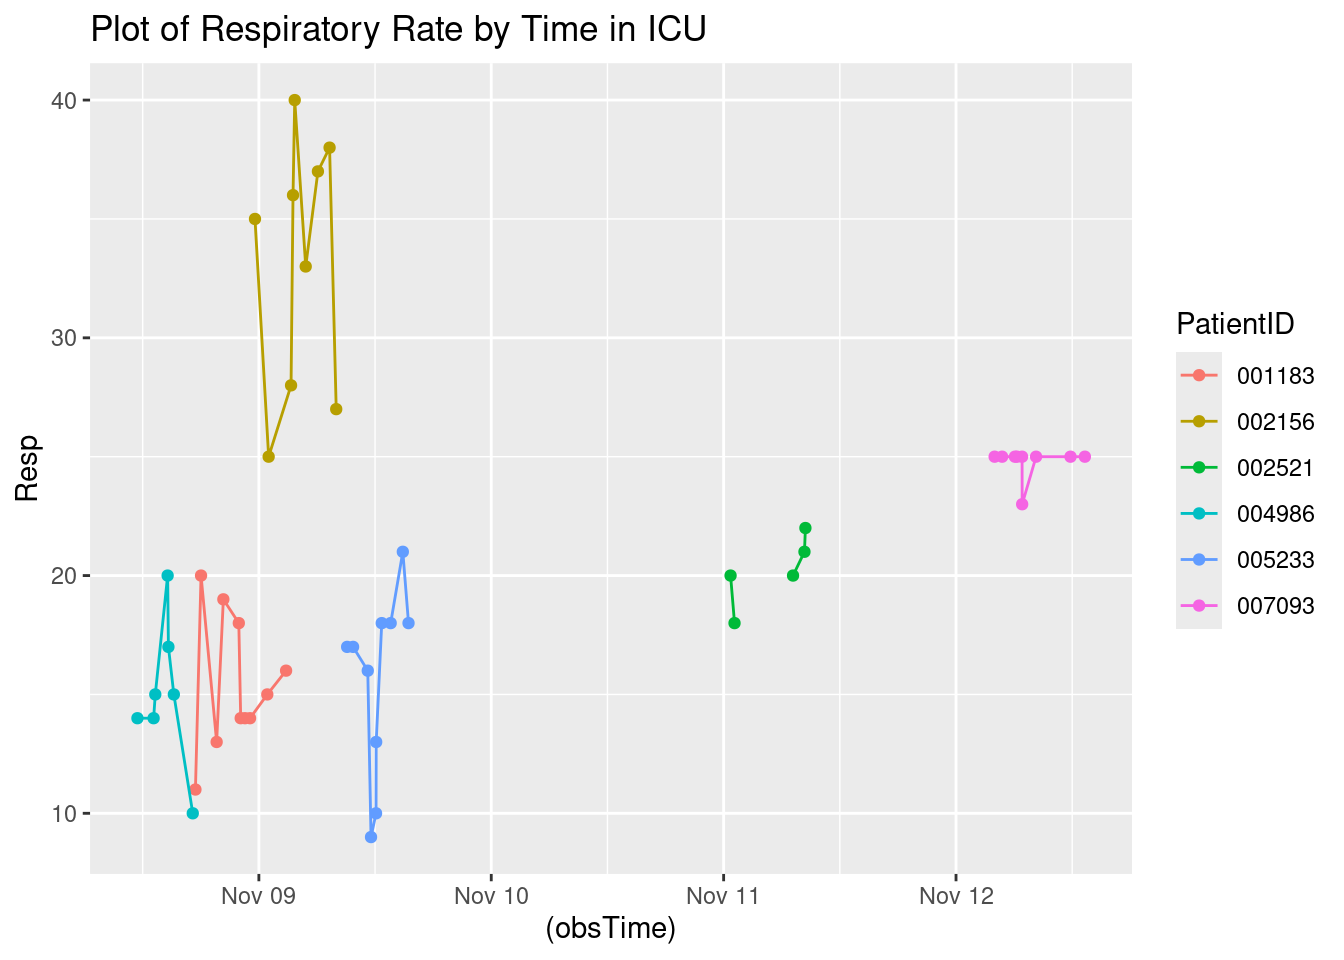 Plot of Respiratory Rate by Time in ICU
40
30
20
10
Resp
Nov 09
Nov 10
Nov 11
Nov 12
(obsTime)
PatientID
001183
002156
002521
004986
005233
007093